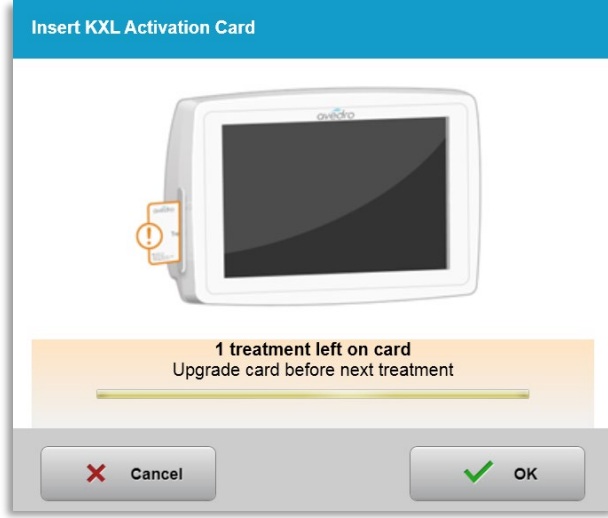 Insert KXL Activation Card
avedro
1 treatment left on card
Upgrade card before next treatment
Cancel
OK